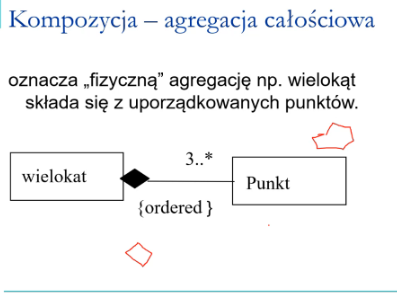 Kompozycja – agregacja całościowa
oznacza „fizyczną” agregację np. wielokąt
składa się z uporządkowanych punktów.
3..*
wielokat
Punkt
{ordered }